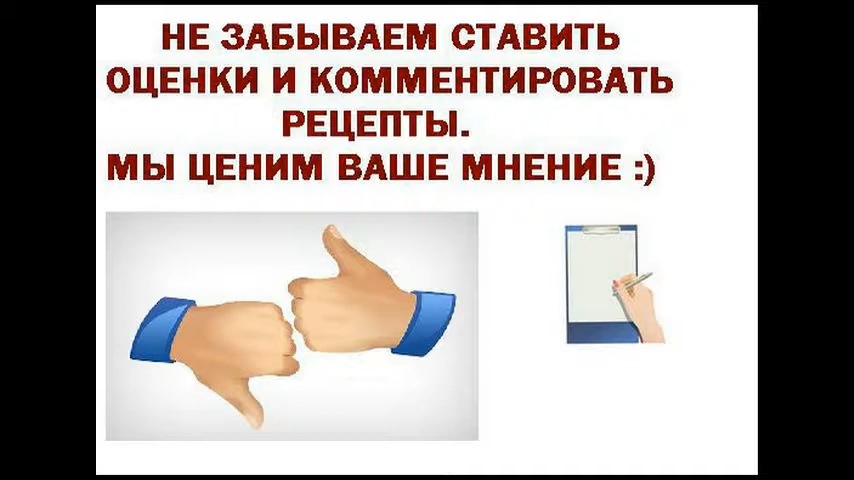 НЕ ЗАБЫВАЕМ СТАВИТЬ
ОЦЕНКИ И КОММЕНТИРОВАТЬ
РЕЦЕПТЫ.
МЫ ЦЕНИМ ВАШЕ МНЕНИЕ :)